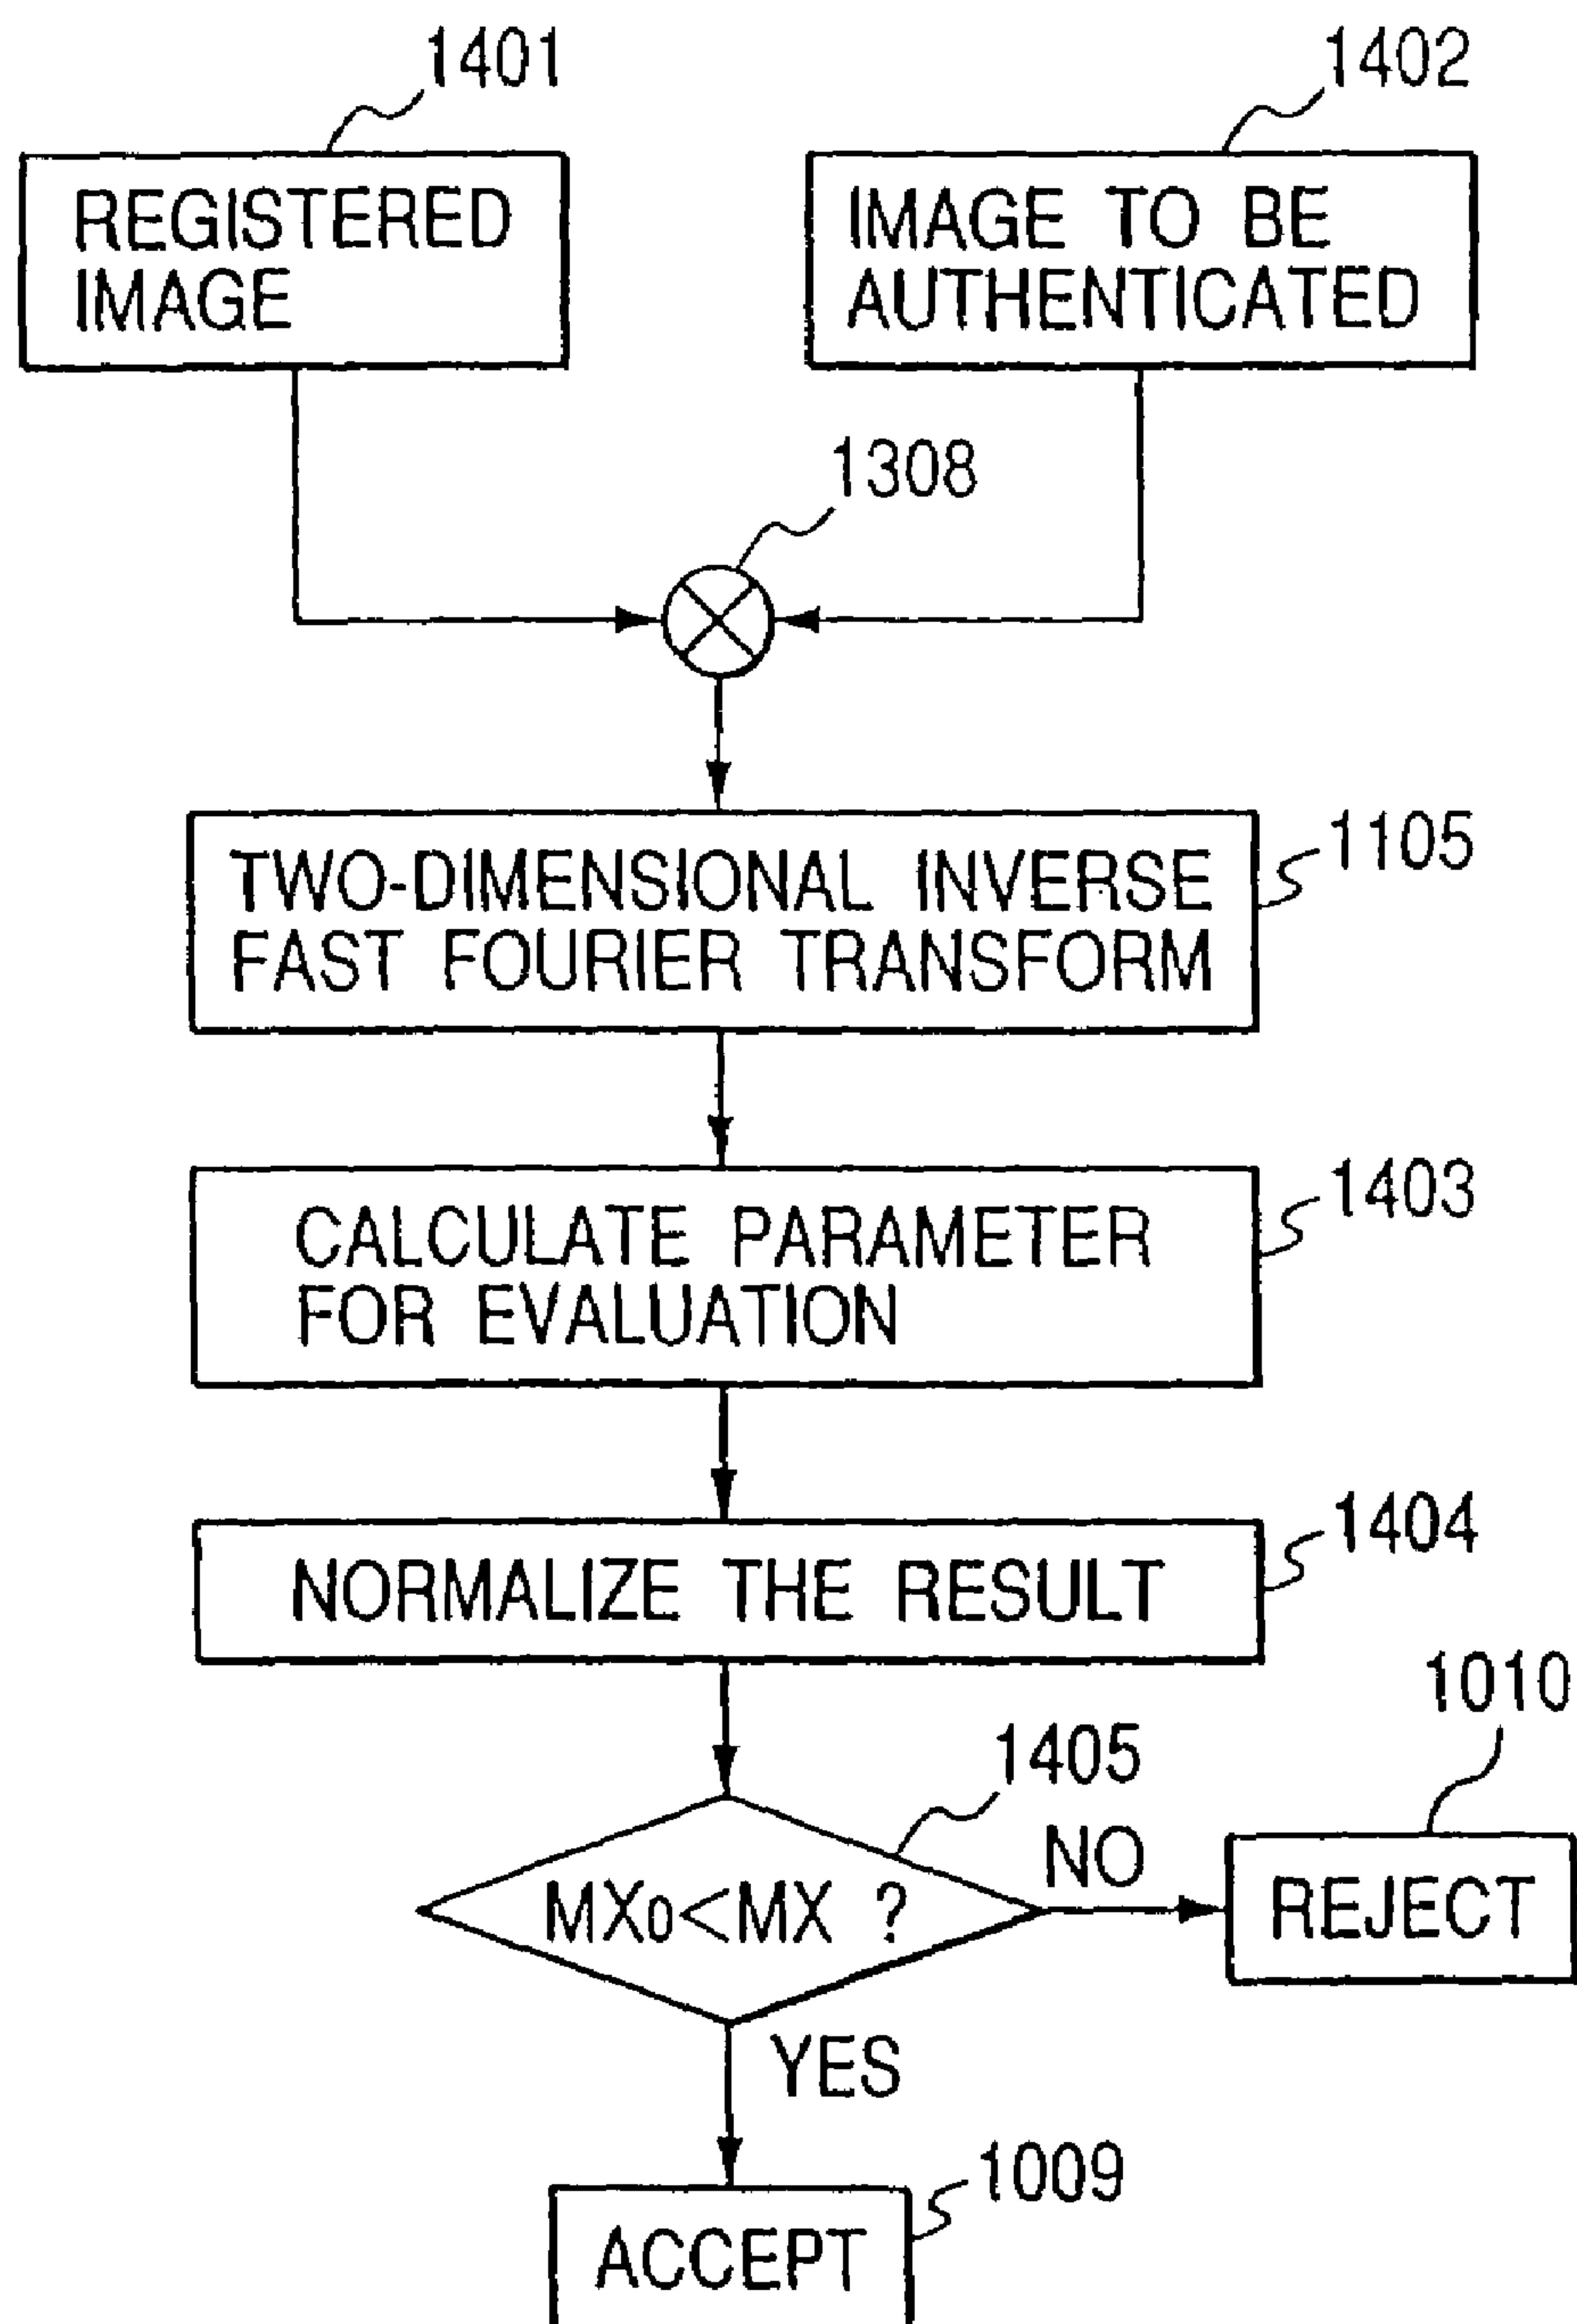 1401
1402
REGISTERED
IMAGE
IMAGE TO BE
AUTHENTICATED
1308
1105
TWO-DIMENSIONAL INVERSE
FAST FOURIER TRANSFORM
1403
CALCULATE PARAMETER
FOR EVALUATION
1404
NORMALIZE THE RESULT
1010
1405
NO
MX0<MX ?
REJECT
YES
1009
ACCEPT